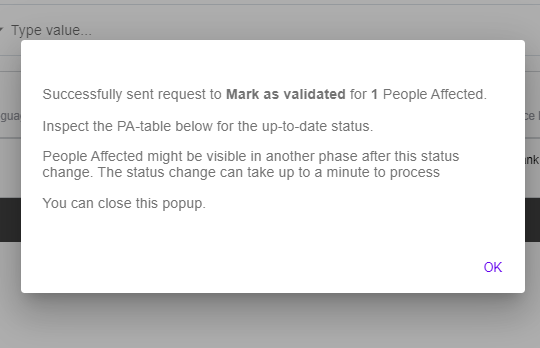 Type value...
Successfully sent request to Mark as validated for 1 People Affected.
Inspect the PA-table below for the up-to-date status.
People Affected might be visible in another phase after this status
change. The status change can take up to a minute to process
You can close this popup.
OK